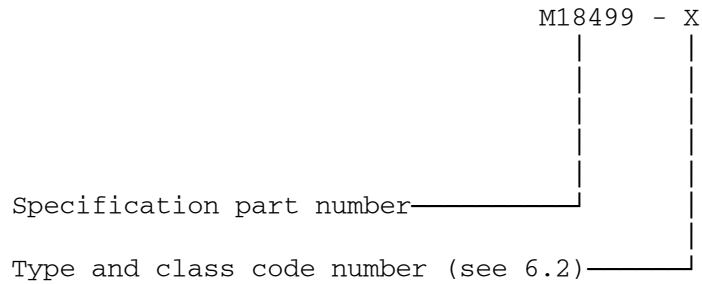 M18499 - X
Specification part number
Type and class code number (see 6.2)